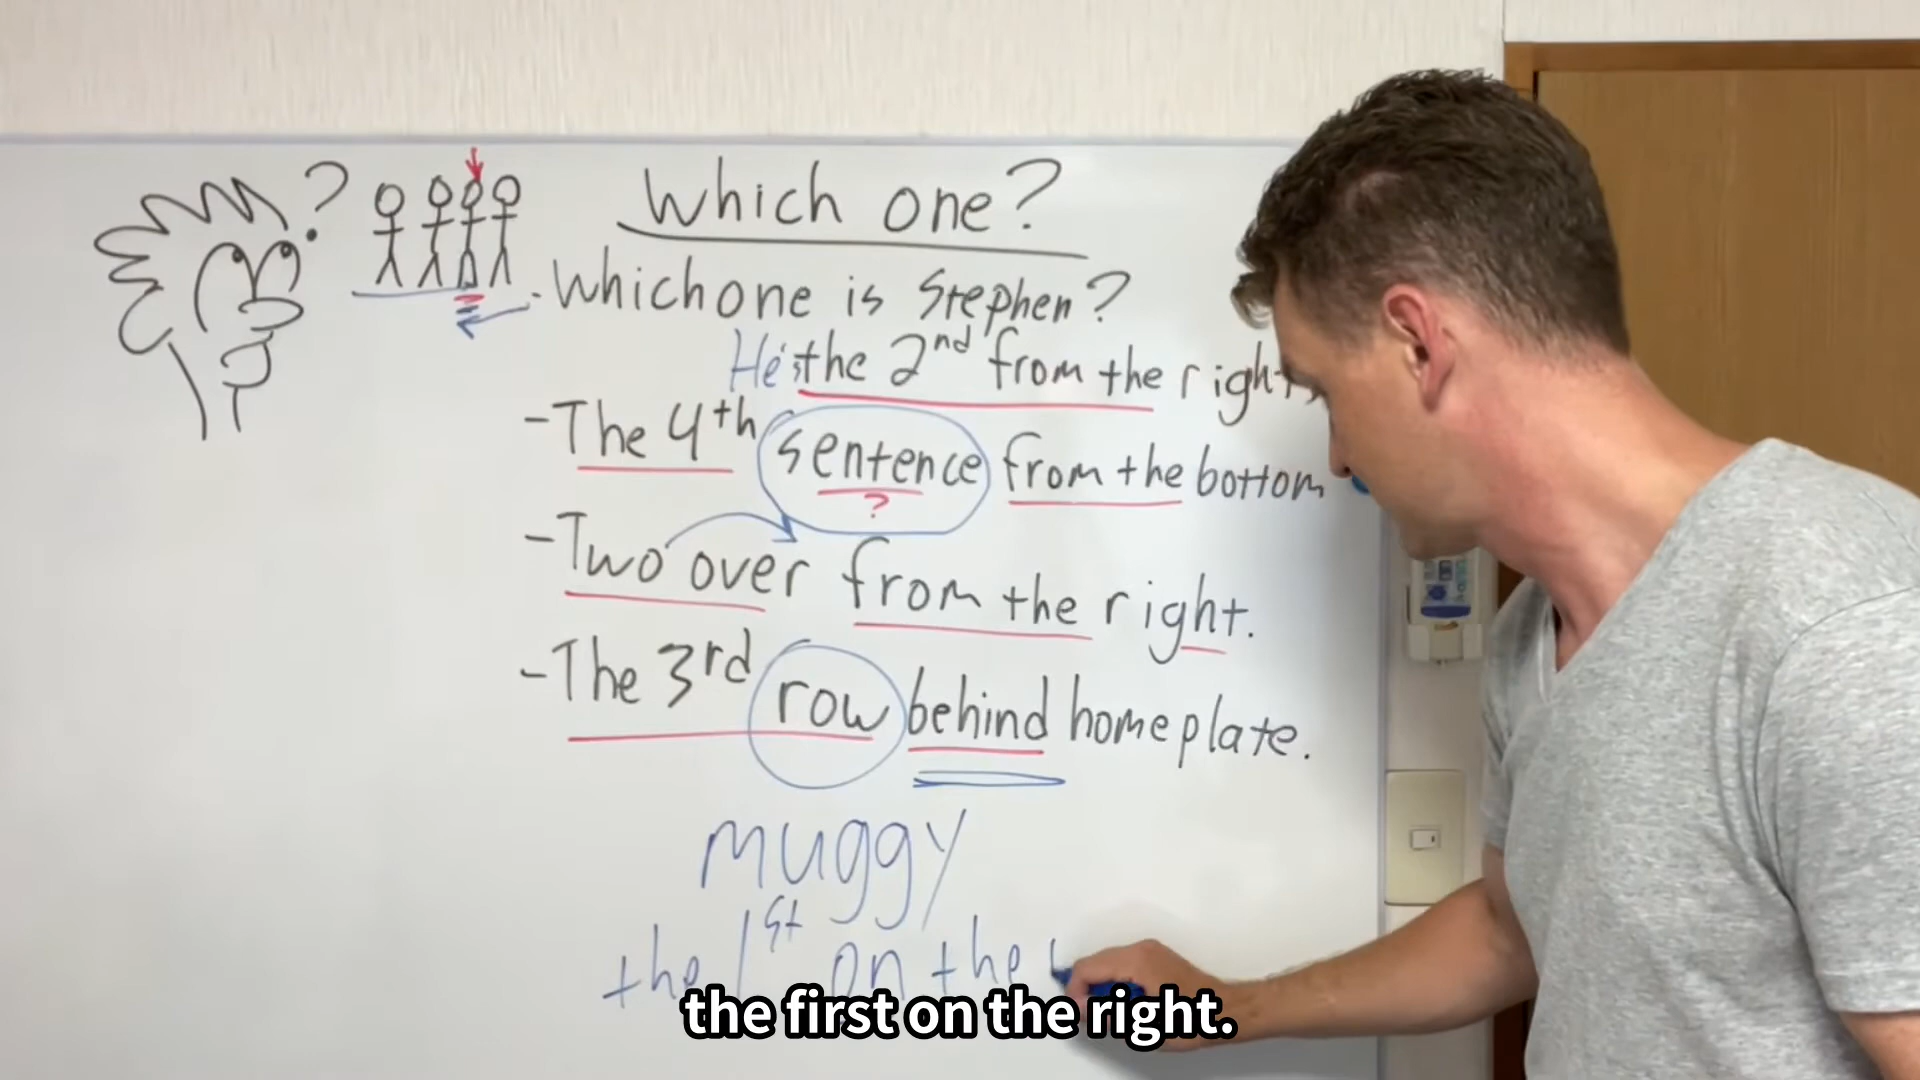 ?
Which one?
-Which one is Stephen?
He's the 2nd from the right.
-The 4th sentence from the bottom
?
-Two over from the right.
-The 3rd row behind home plate.
muggy
the 1st on the
the first on the right.